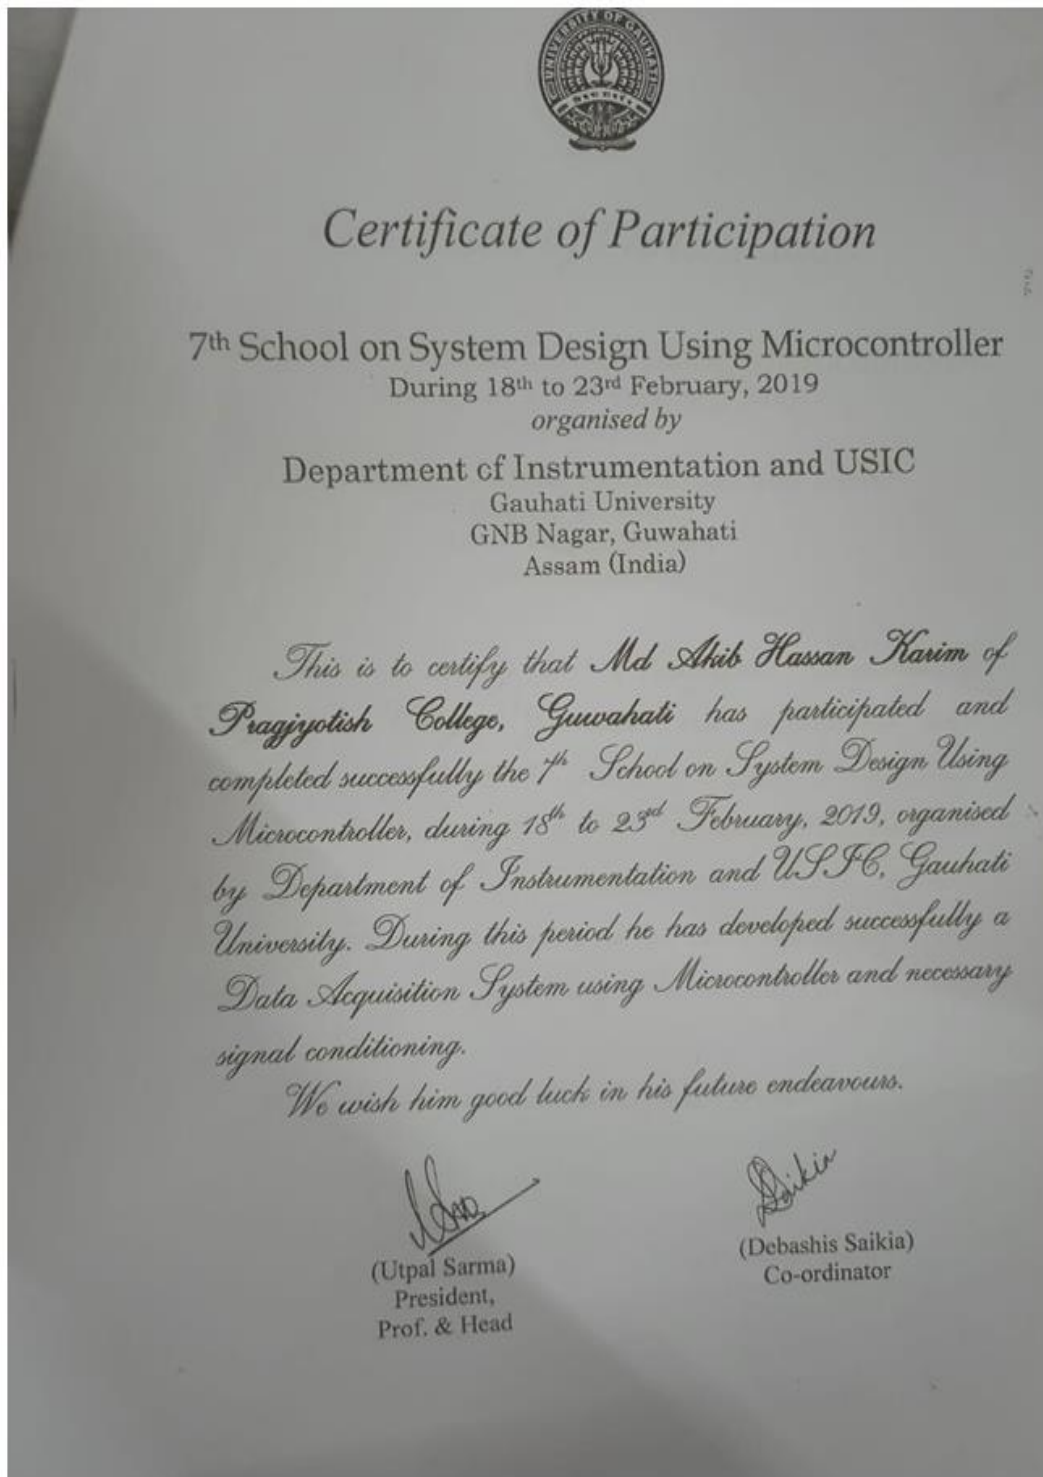 UNIVERSITY OF GAUHATI
Certificate of Participation
7th School on System Design Using Microcontroller
During 18th to 23rd February, 2019
organised by
Department of Instrumentation and USIC
Gauhati University
GNB Nagar, Guwahati
Assam (India)
This is to certify that Md Akib Hassan Karim of
Pragjyotish College, Guwahati has participated and
completed successfully the 7th School on System Design Using
Microcontroller, during 18th to 23rd February, 2019, organised
by Department of Instrumentation and USIC, Gauhati
University. During this period he has developed successfully a
Data Acquisition System using Microcontroller and necessary
signal conditioning.
We wish him good luck in his future endeavours.
Saikia
(Utpal Sarma)
President,
Prof. & Head
(Debashis Saikia)
Co-ordinator